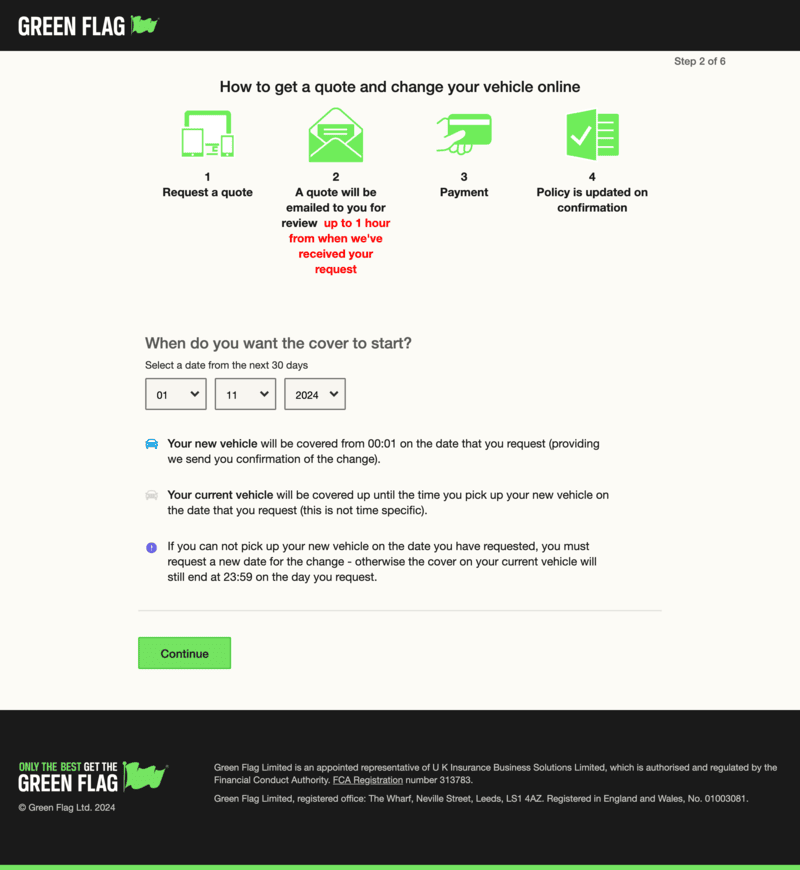 GREEN FLAG
Step 2 of 6
How to get a quote and change your vehicle online
1
Request a quote
2
A quote will be
emailed to you for
review up to 1 hour
from when we've
received your
request
3
Payment
4
Policy is updated on
confirmation
When do you want the cover to start?
Select a date from the next 30 days
01 11 2024
Your new vehicle will be covered from 00:01 on the date that you request (providing
we send you confirmation of the change).
Your current vehicle will be covered up until the time you pick up your new vehicle on
the date that you request (this is not time specific).
If you can not pick up your new vehicle on the date you have requested, you must
request a new date for the change - otherwise the cover on your current vehicle will
still end at 23:59 on the day you request.
Continue
ONLY THE BEST GET THE
GREEN FLAG
© Green Flag Ltd. 2024
Green Flag Limited is an appointed representative of U K Insurance Business Solutions Limited, which is authorised and regulated by the
Financial Conduct Authority. FCA Registration number 313783.
Green Flag Limited, registered office: The Wharf, Neville Street, Leeds, LS1 4AZ. Registered in England and Wales, No. 01003081.